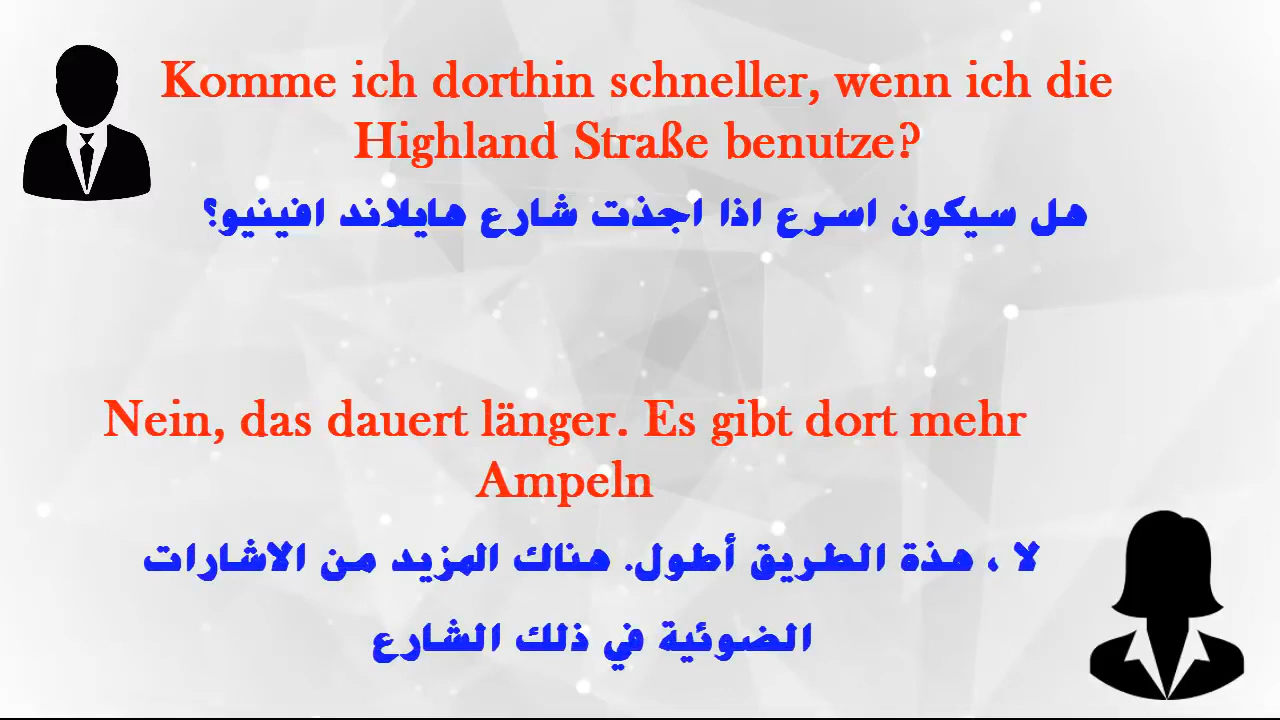 Komme ich dorthin schneller, wenn ich die
Highland Straße benutze?
هل سيكون اسرع اذا اجذت شارع هايلاند افينيو؟
Nein, das dauert länger. Es gibt dort mehr
Ampeln
لا ، هذة الطريق أطول. هناك المزيد من الاشارات
الضوئية في ذلك الشارع